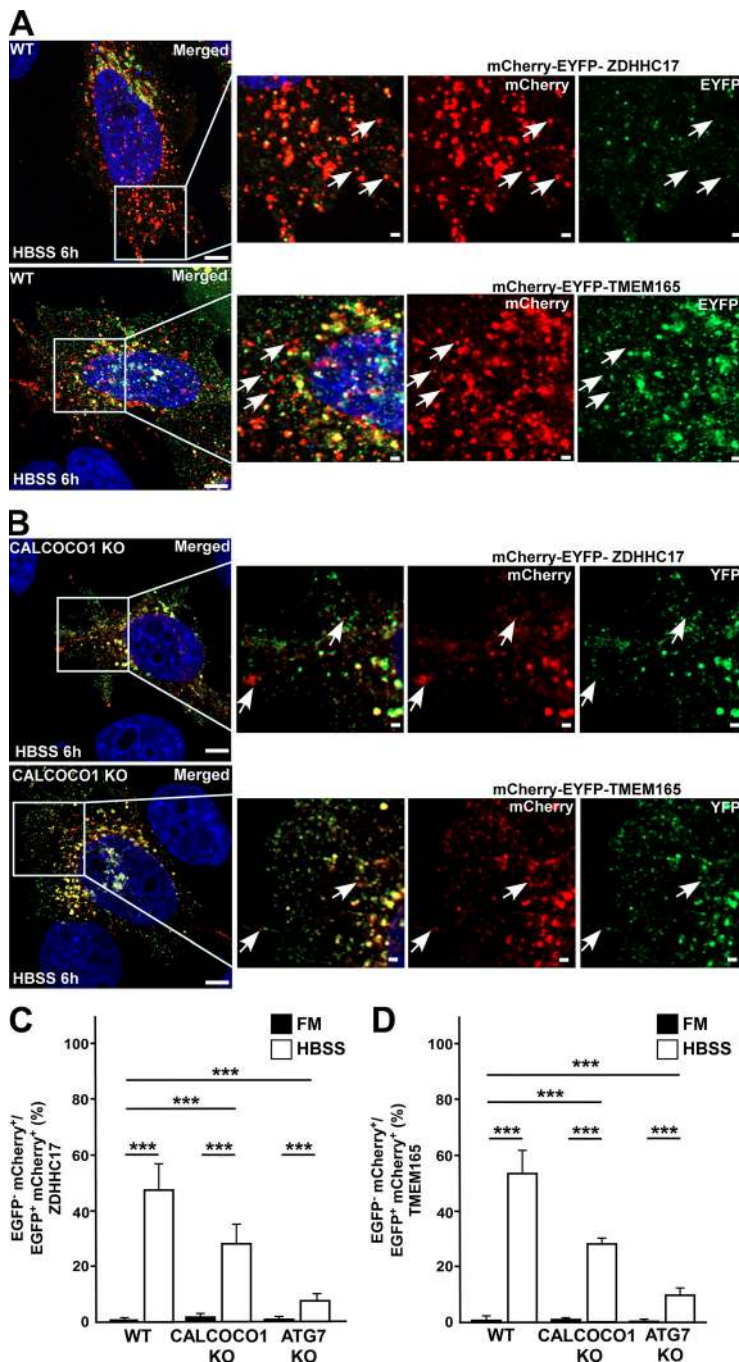 A
WT
Merged
HBSS 6h
mCherry-EYFP- ZDHHC17
mCherry
EYFP
WT
Merged
HBSS 6h
mCherry-EYFP-TMEM165
mCherry
EYFP
B
CALCOCO1 KO
Merged
HBSS 6h
mCherry-EYFP- ZDHHC17
mCherry
YFP
CALCOCO1 KO
Merged
HBSS 6h
mCherry-EYFP-TMEM165
mCherry
YFP
C
FM
HBSS
EGFP- mCherry+/
EGFP+ mCherry+ (%)
ZDHHC17
100
80
60
40
20
0
***
***
*** *** ***
WT
CALCOCO1
KO
ATG7
KO
D
FM
HBSS
EGFP- mCherry+/
EGFP+ mCherry+ (%)
TMEM165
100
80
60
40
20
0
***
***
*** *** ***
WT
CALCOCO1
KO
ATG7
KO